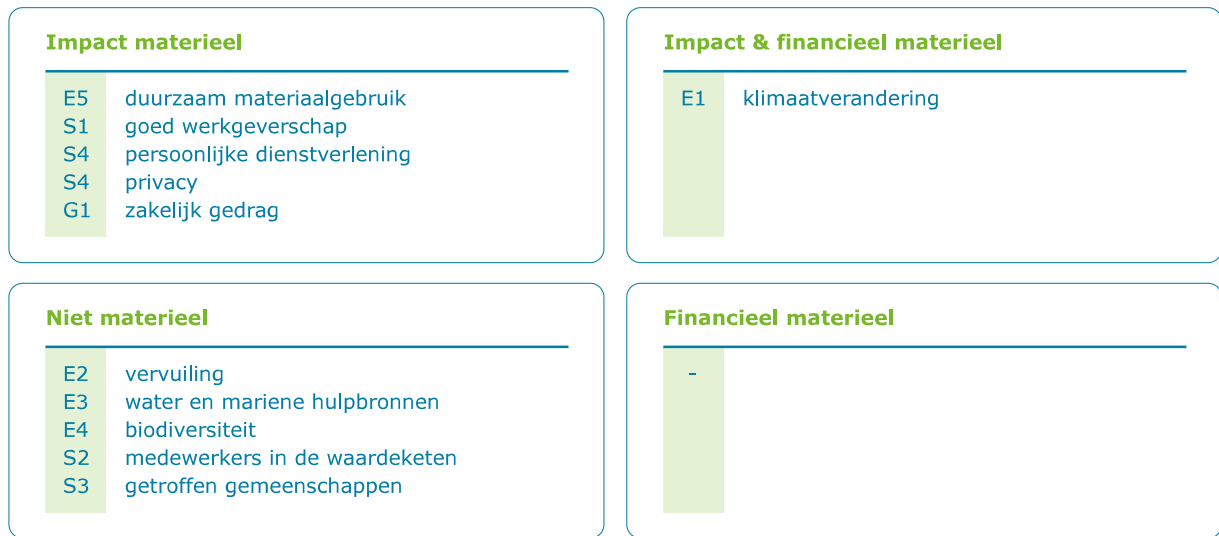 Impact materieel
E5 duurzaam materiaalgebruik
S1 goed werkgeverschap
S4 persoonlijke dienstverlening
S4 privacy
G1 zakelijk gedrag
Impact & financieel materieel
E1 klimaatverandering
Niet materieel
E2 vervuiling
E3 water en mariene hulpbronnen
E4 biodiversiteit
S2 medewerkers in de waardeketen
S3 getroffen gemeenschappen
Financieel materieel
-